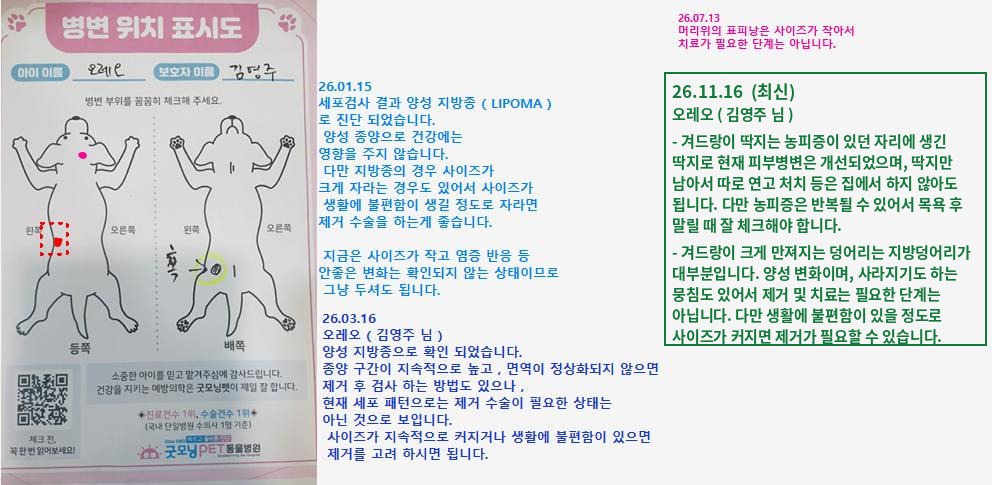 병변 위치 표시도
아이 이름 오레오 보호자 이름 김영주
병변 부위를 꼼꼼히 체크해 주세요.
왼쪽 오른쪽 왼쪽 오른쪽
혹
등쪽 배쪽
소중한 아이를 믿고 맡겨주심에 감사드립니다.
건강을 지키는 예방의학은 굿모닝펫이 제일 잘 합니다.
진료건수 1위, 수술건수 1위
(국내 단일병원 수의사 1명 기준)
체크 전,
꼭 한 번 읽어보세요!
굿모닝PET동물병원
26.01.15
세포검사 결과 양성 지방종 ( LIPOMA )
로 진단 되었습니다.
양성 종양으로 건강에는
영향을 주지 않습니다.
다만 지방종의 경우 사이즈가
크게 자라는 경우도 있어서 사이즈가
생활에 불편함이 생길 정도로 자라면
제거 수술을 하는게 좋습니다.
지금은 사이즈가 작고 염증 반응 등
안좋은 변화는 확인되지 않는 상태이므로
그냥 두셔도 됩니다.
26.03.16
오레오 ( 김영주 님 )
양성 지방종으로 확인 되었습니다.
종양 구간이 지속적으로 높고 , 면역이 정상화되지 않으면
제거 후 검사 하는 방법도 있으나 ,
현재 세포 패턴으로는 제거 수술이 필요한 상태는
아닌 것으로 보입니다.
사이즈가 지속적으로 커지거나 생활에 불편함이 있으면
제거를 고려 하시면 됩니다.
26.07.13
머리위의 표피낭은 사이즈가 작아서
치료가 필요한 단계는 아닙니다.
26.11.16 (최신)
오레오 ( 김영주 님 )
- 겨드랑이 딱지는 농피증이 있던 자리에 생긴
딱지로 현재 피부병변은 개선되었으며, 딱지만
남아서 따로 연고 처치 등은 집에서 하지 않아도
됩니다. 다만 농피증은 반복될 수 있어서 목욕 후
말릴 때 잘 체크해야 합니다.
- 겨드랑이 크게 만져지는 덩어리는 지방덩어리가
대부분입니다. 양성 변화이며, 사라지기도 하는
뭉침도 있어서 제거 및 치료는 필요한 단계는
아닙니다. 다만 생활에 불편함이 있을 정도로
사이즈가 커지면 제거가 필요할 수 있습니다.